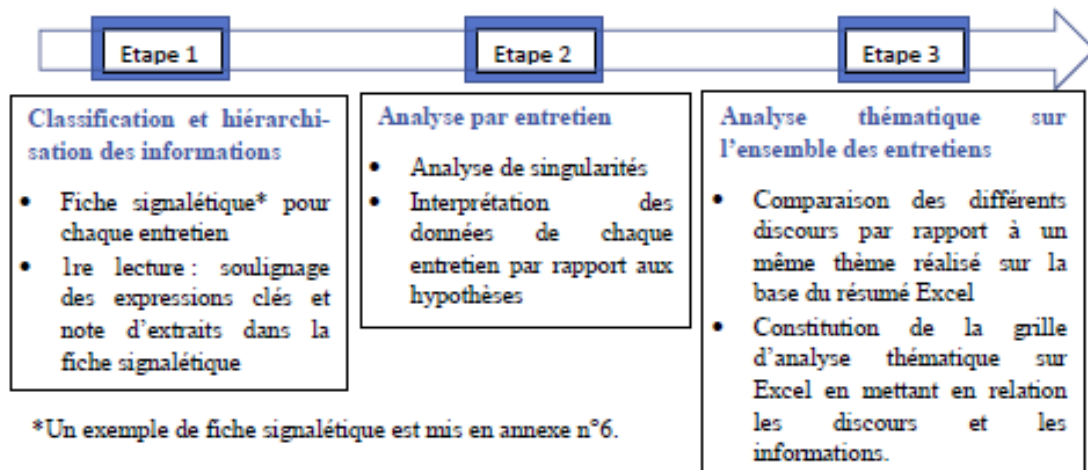 Etape 1
Etape 2
Etape 3
Classification et hiérarchi-
sation des informations
• Fiche signalétique* pour
chaque entretien
• 1re lecture : soulignage
des expressions clés et
note d'extraits dans la
fiche signalétique
Analyse par entretien
• Analyse de singularités
• Interprétation des
données de chaque
entretien par rapport aux
hypothèses
Analyse thématique sur
l'ensemble des entretiens
• Comparaison des différents
discours par rapport à un
même thème réalisé sur la
base du résumé Excel
• Constitution de la grille
d'analyse thématique sur
Excel en mettant en relation
les discours et les
informations.
*Un exemple de fiche signalétique est mis en annexe n°6.